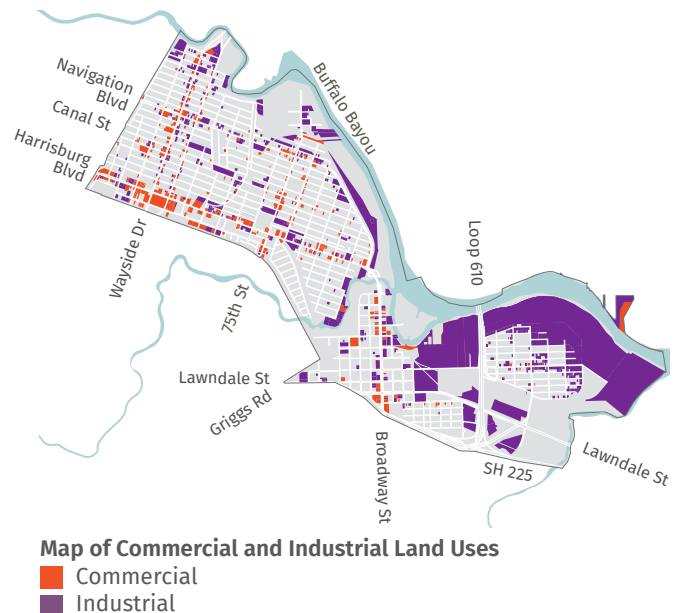 Navigation
Blvd
Canal St
Harrisburg
Blvd
Buffalo Bayou
Wayside Dr
75th St
Loop 610
Lawndale St
Griggs Rd
Broadway St
SH 225
Lawndale St
Map of Commercial and Industrial Land Uses
Commercial
Industrial